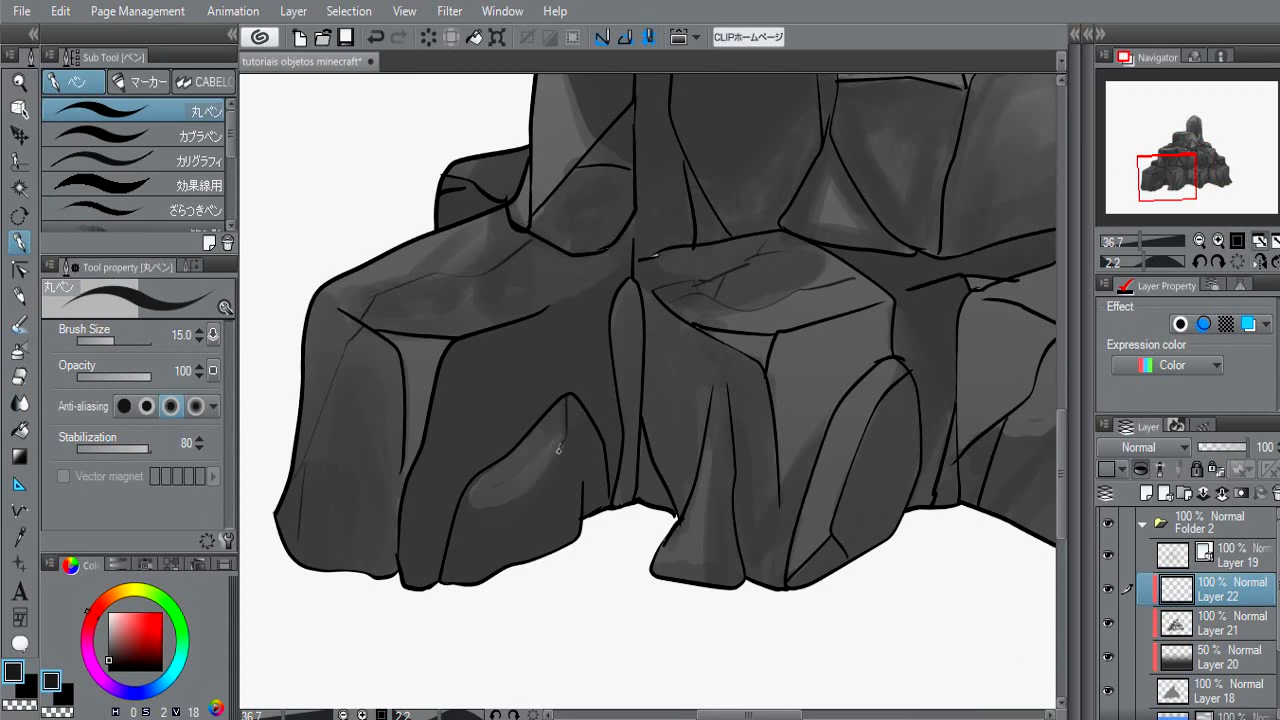 File Edit Page Management Animation Layer Selection View Filter Window Help
CLIPホームページ
Sub Tool [ペン]
tutoriais objetos minecraft*
Navigator
ペン マーカー CABELO
丸ペン
カブラペン
カリグラフィ
効果線用
ざらつきペン
Tool property [丸ペン]
丸ペン
Brush Size 15.0
Opacity 100
Anti-aliasing
Stabilization 80
Vector magnet
H 0 S 2 V 18
36.7 2.2
36.7
2.2
Layer Property
Effect
Expression color
Color
Layer
Normal 100
100 % Normal
Folder 2
100 % Normal
Layer 19
100 % Normal
Layer 22
100 % Normal
Layer 21
50 % Normal
Layer 20
100 % Normal
Layer 18
100 % Normal